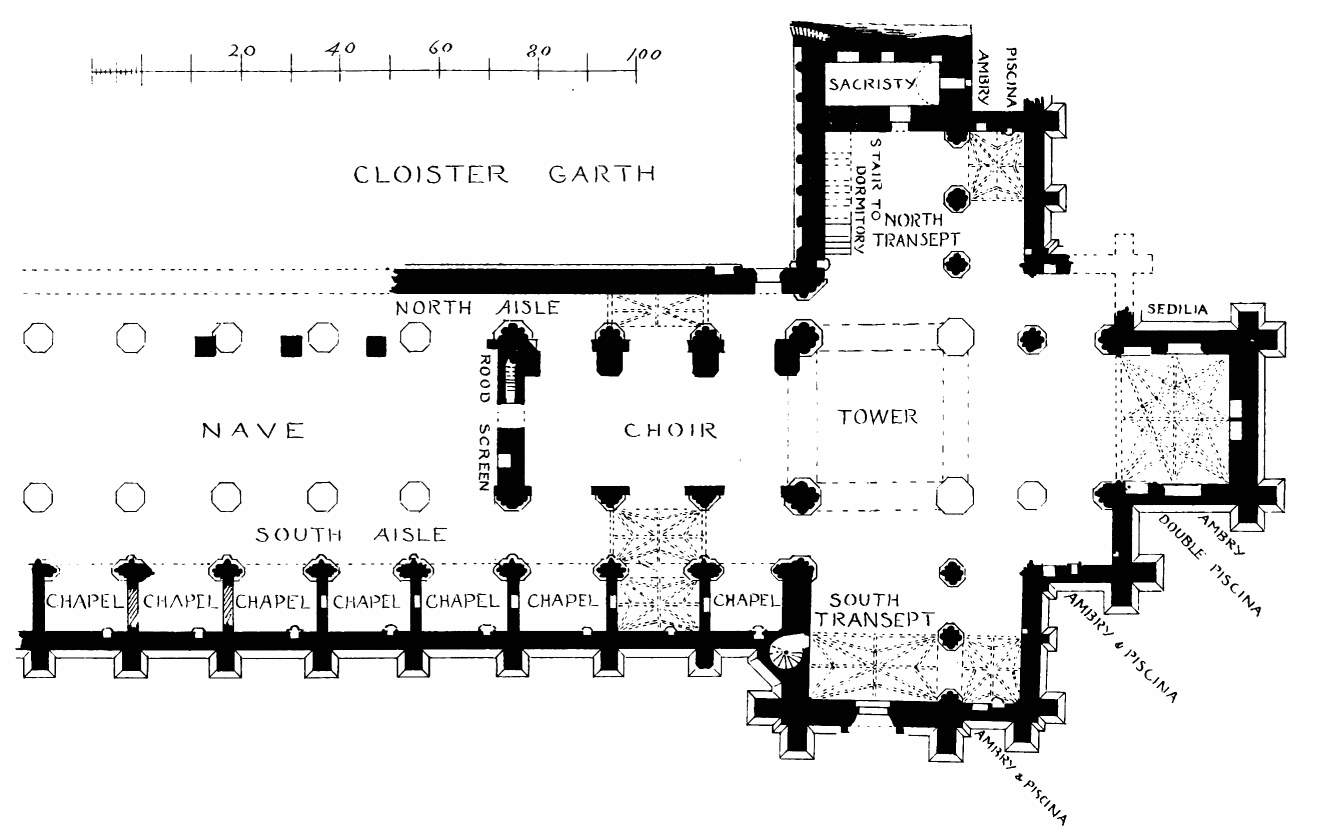 20 40 60 80 100
SACRISTY
AMBRY
PISCINA
CLOISTER GARTH
STAIR TO
DORMITORY
NORTH
TRANSEPT
NORTH AISLE
SEDILIA
ROOD SCREEN
NAVE
CHOIR
TOWER
SOUTH AISLE
AMBRY
DOUBLE PISCINA
CHAPEL CHAPEL CHAPEL CHAPEL CHAPEL CHAPEL CHAPEL
SOUTH
TRANSEPT
AMBRY & PISCINA
AMBRY & PISCINA